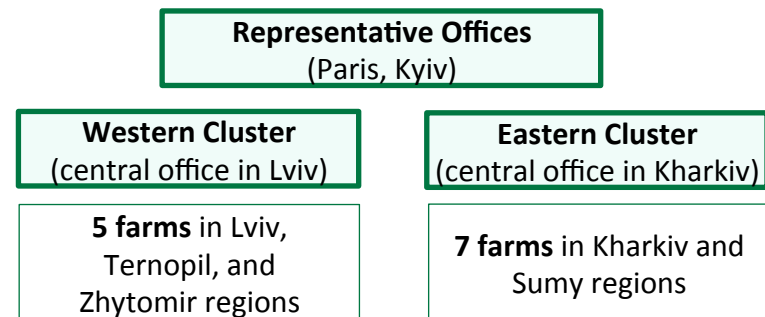 Representative Offices
(Paris, Kyiv)
Western Cluster
(central office in Lviv)
5 farms in Lviv,
Ternopil, and
Zhytomir regions
Eastern Cluster
(central office in Kharkiv)
7 farms in Kharkiv and
Sumy regions